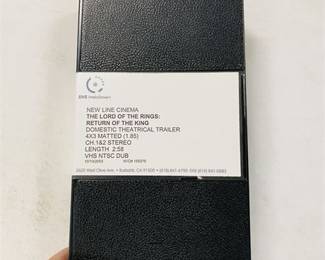 NEW LINE CINEMA
THE LORD OF THE RINGS:
RETURN OF THE KING
DOMESTIC THEATRICAL TRAILER
4X3 MATTED (1.85)
CH.1&2 STEREO
LENGTH 2:58
VHS NTSC DUB